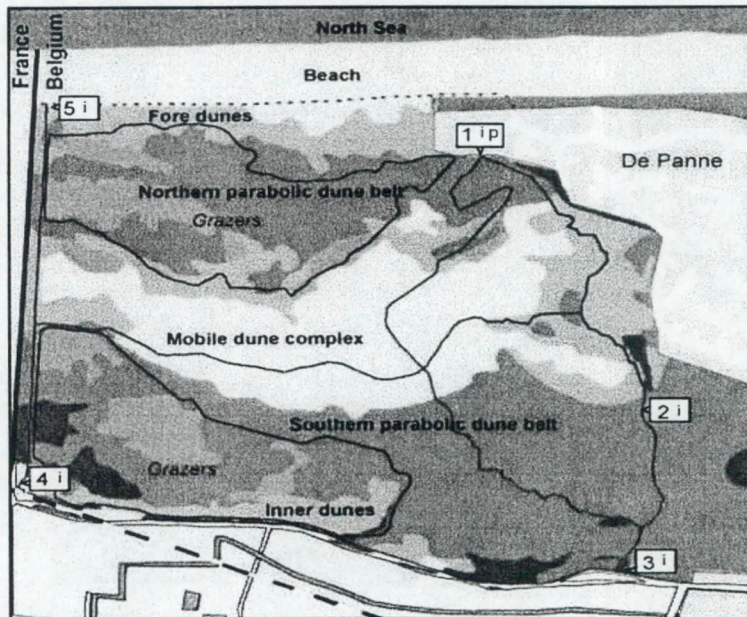 North Sea
France
Belgium
Beach
5 i
Fore dunes
1 i p
De Panne
Northern parabolic dune belt
Grazers
Mobile dune complex
2 i
Southern parabolic dune belt
Grazers
4 i
Inner dunes
3 i